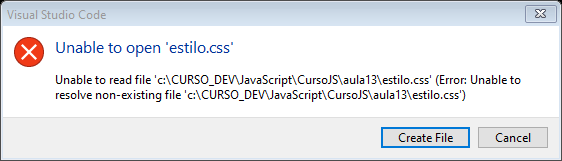 Visual Studio Code
Unable to open 'estilo.css'
Unable to read file 'c:\CURSO_DEV\JavaScript\CursoJS\aula13\estilo.css' (Error: Unable to
resolve non-existing file 'c:\CURSO_DEV\JavaScript\CursoJS\aula13\estilo.css')
Create File
Cancel